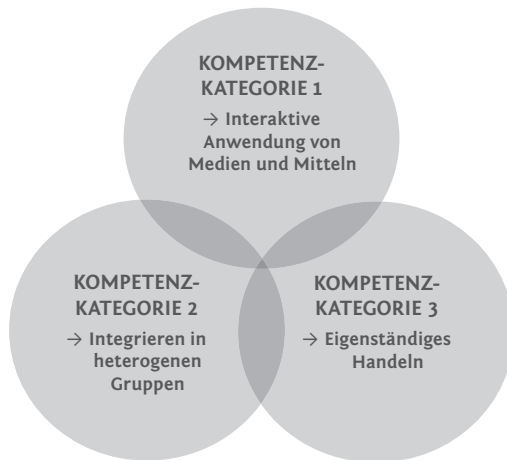 KOMPETENZ-
KATEGORIE 1
→ Interaktive
Anwendung von
Medien und Mitteln
KOMPETENZ-
KATEGORIE 2
→ Integrieren in
heterogenen
Gruppen
KOMPETENZ-
KATEGORIE 3
→ Eigenständiges
Handeln